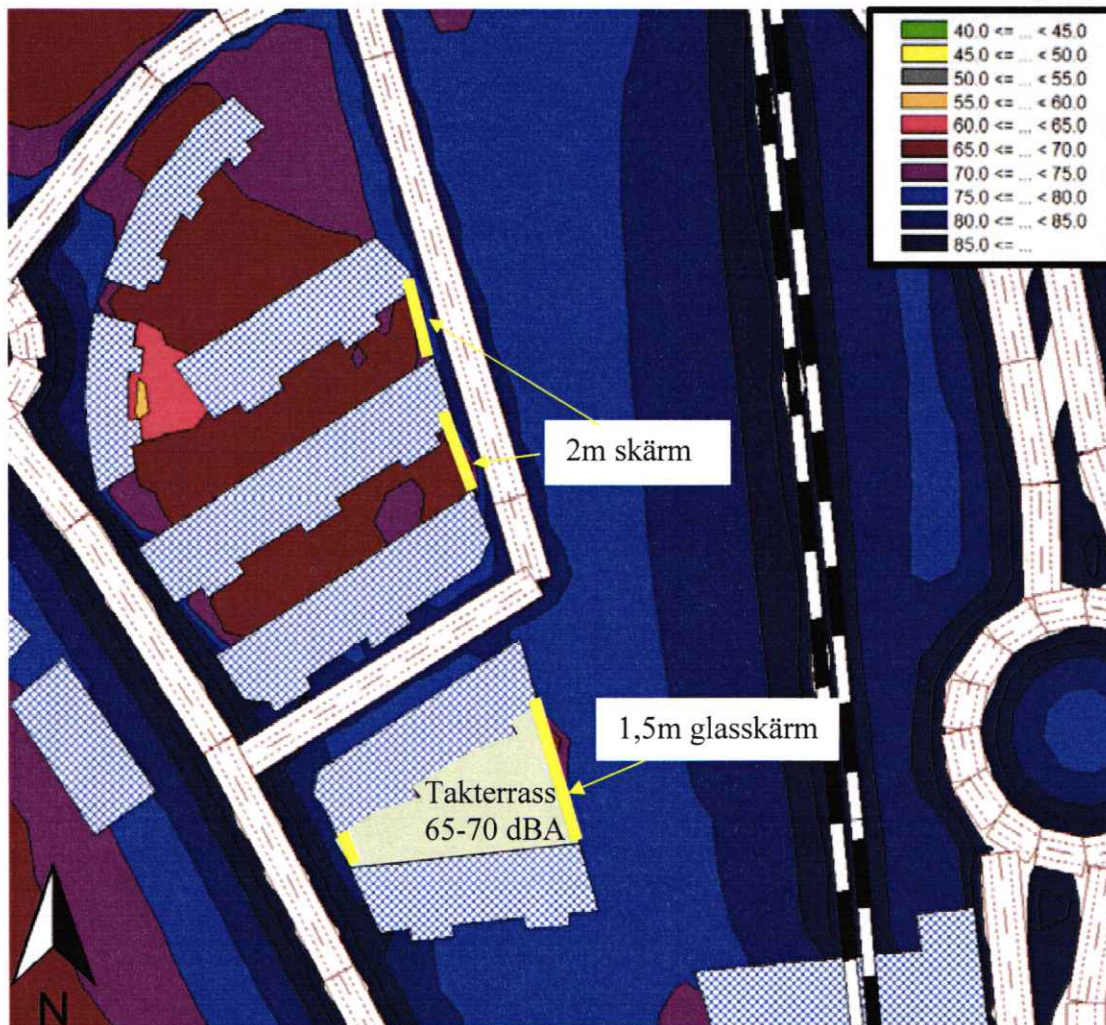 40.0 <= ... < 45.0
45.0 <= ... < 50.0
50.0 <= ... < 55.0
55.0 <= ... < 60.0
60.0 <= ... < 65.0
65.0 <= ... < 70.0
70.0 <= ... < 75.0
75.0 <= ... < 80.0
80.0 <= ... < 85.0
85.0 <= ...
2m skärm
1,5m glasskärm
Takterrass
65-70 dBA
N